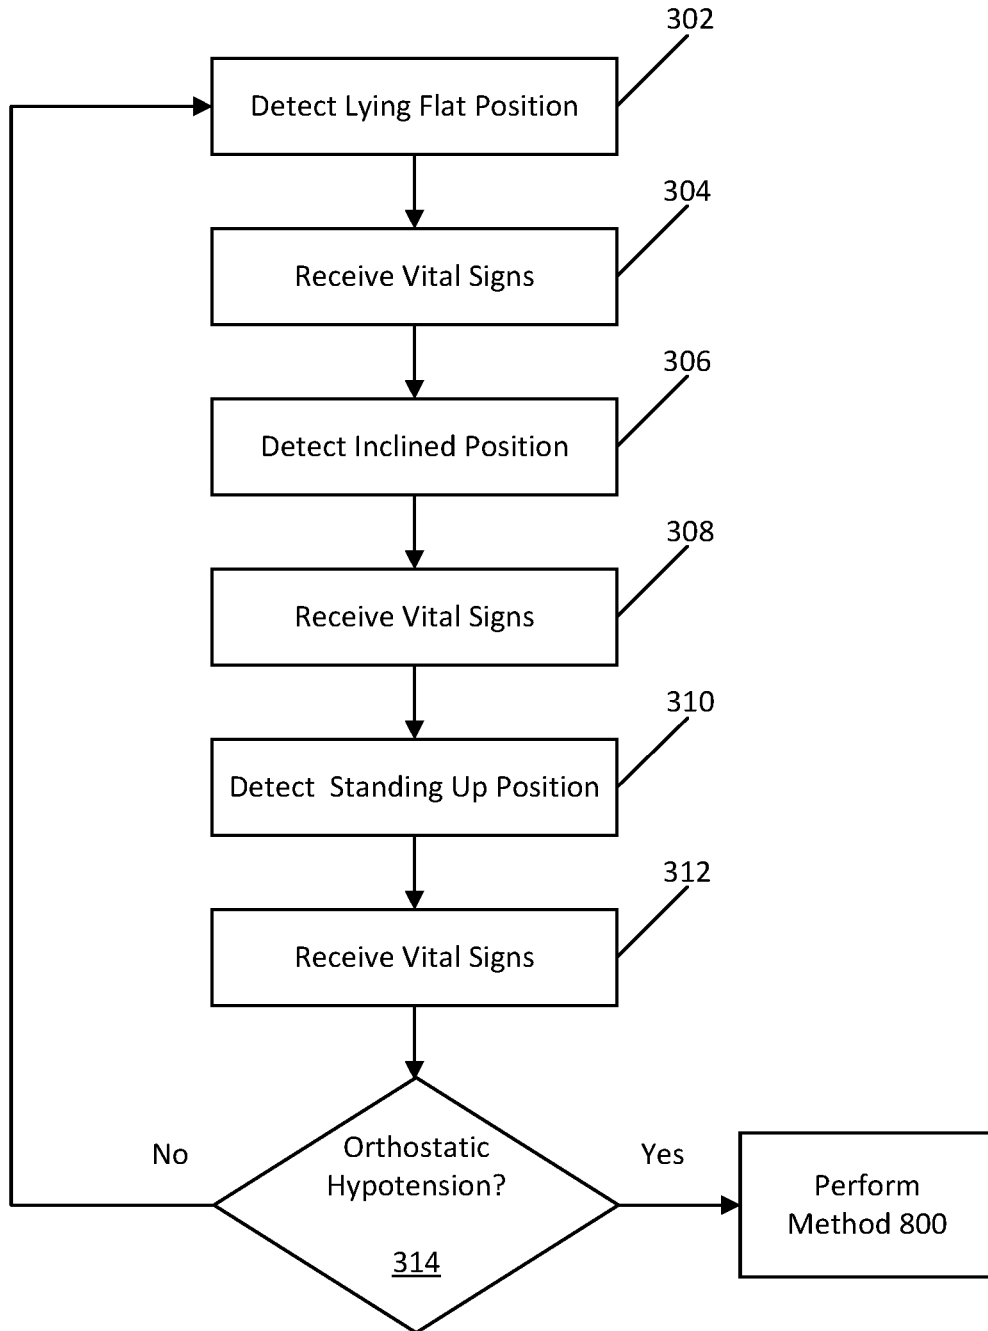 302
Detect Lying Flat Position
304
Receive Vital Signs
306
Detect Inclined Position
308
Receive Vital Signs
310
Detect Standing Up Position
312
Receive Vital Signs
No
Orthostatic
Hypotension?
314
Yes
Perform
Method 800